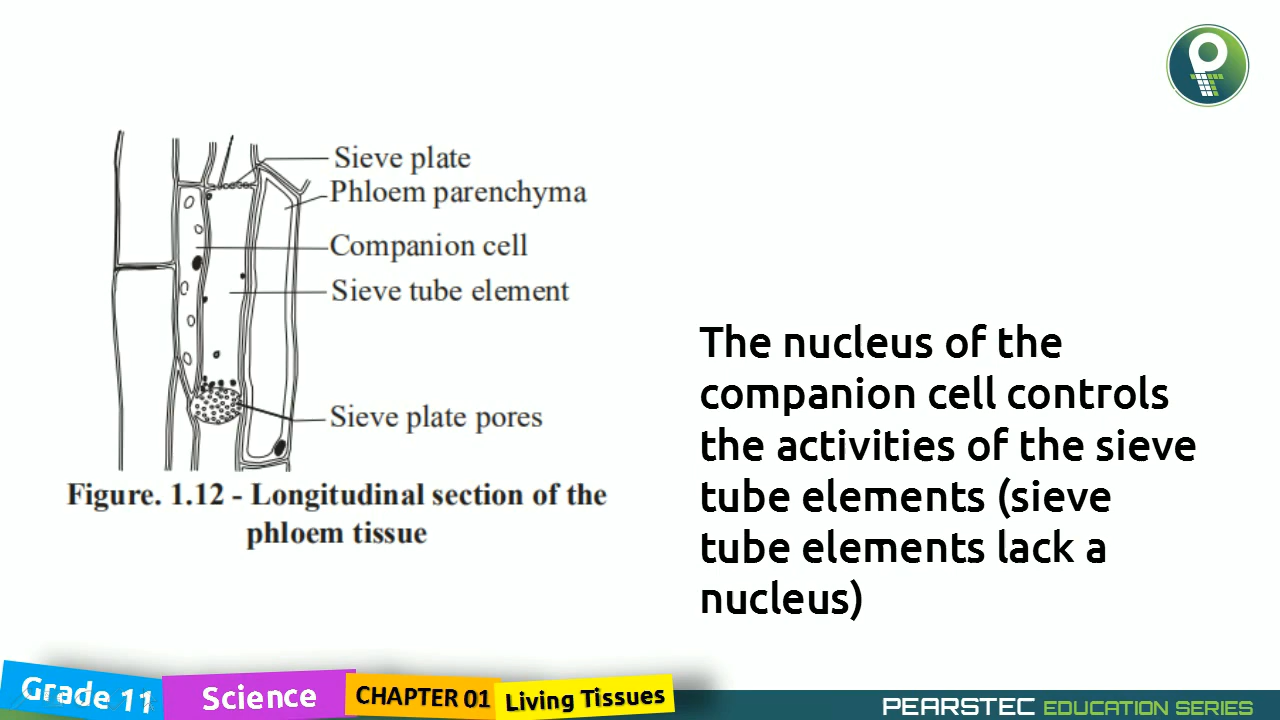 Sieve plate
Phloem parenchyma
Companion cell
Sieve tube element
Sieve plate pores
Figure. 1.12 - Longitudinal section of the
phloem tissue
The nucleus of the
companion cell controls
the activities of the sieve
tube elements (sieve
tube elements lack a
nucleus)
Grade 11
Science
CHAPTER 01
Living Tissues
PEARSTEC EDUCATION SERIES